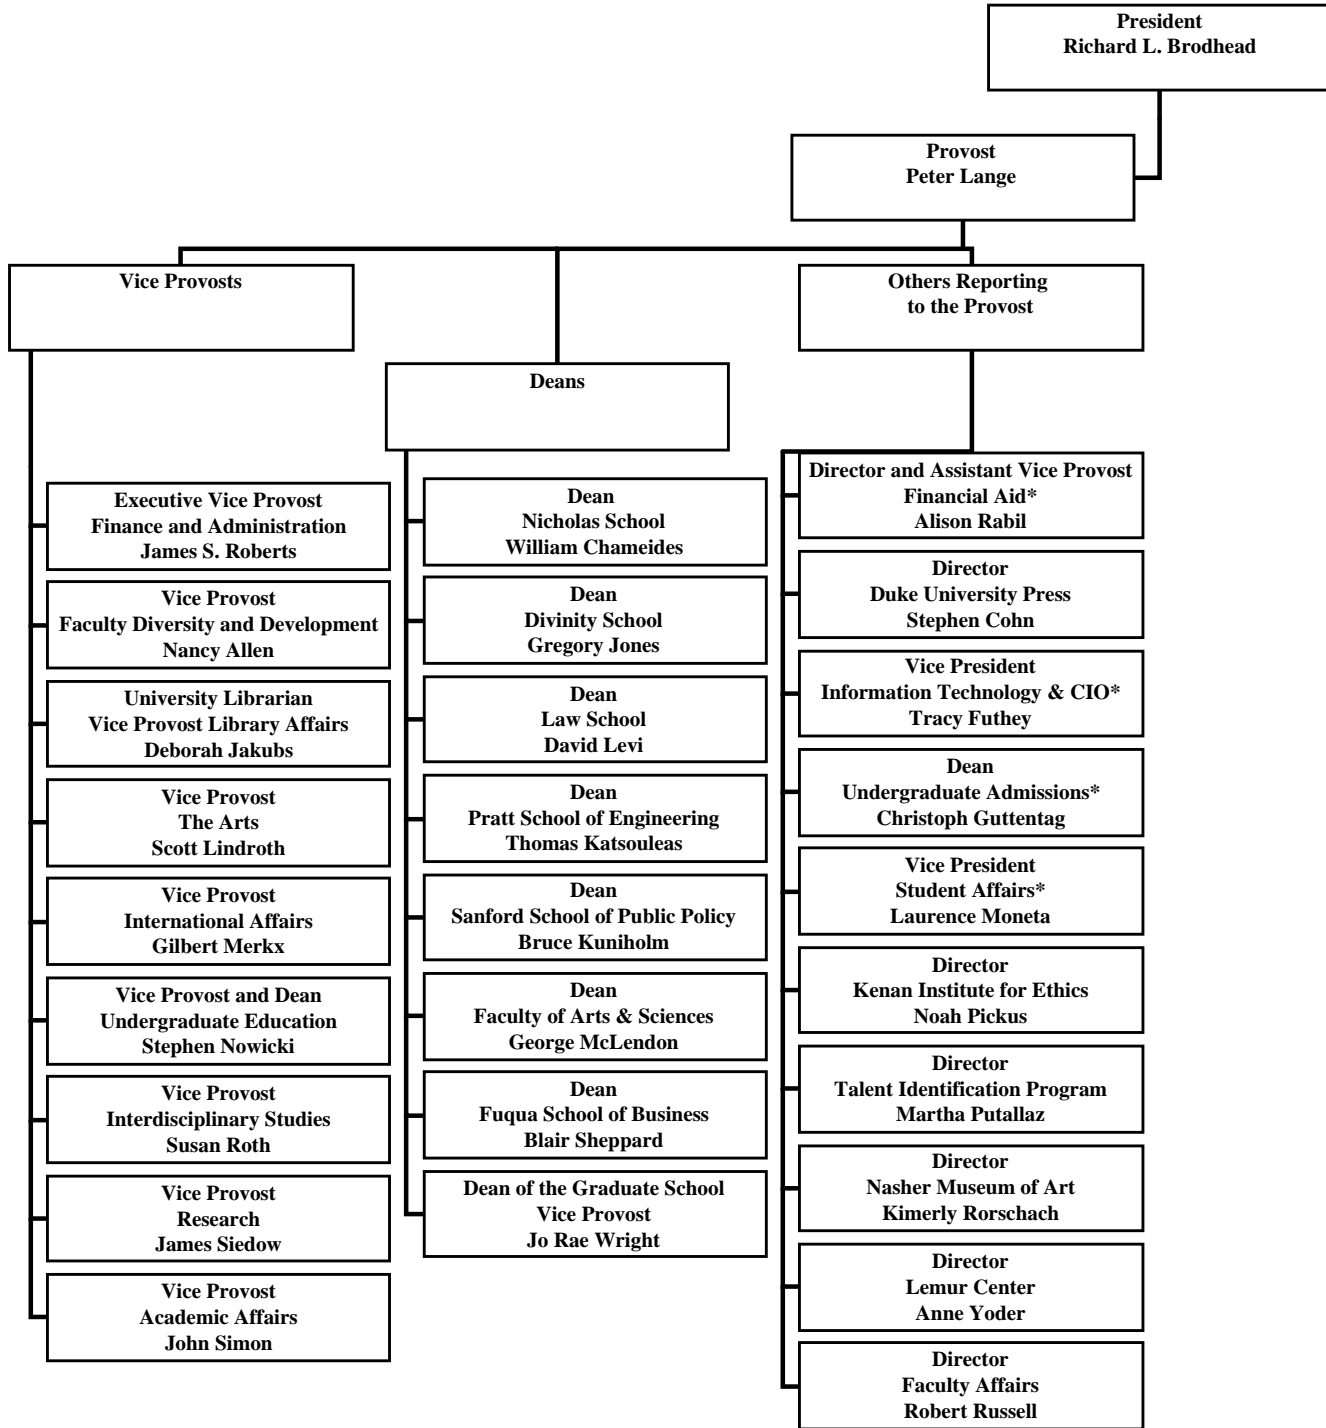 President
Richard L. Brodhead
Provost
Peter Lange
Vice Provosts
Others Reporting
to the Provost
Deans
Executive Vice Provost
Finance and Administration
James S. Roberts
Vice Provost
Faculty Diversity and Development
Nancy Allen
University Librarian
Vice Provost Library Affairs
Deborah Jakubs
Vice Provost
The Arts
Scott Lindroth
Vice Provost
International Affairs
Gilbert Merkx
Vice Provost and Dean
Undergraduate Education
Stephen Nowicki
Vice Provost
Interdisciplinary Studies
Susan Roth
Vice Provost
Research
James Siedow
Vice Provost
Academic Affairs
John Simon
Dean
Nicholas School
William Chameides
Dean
Divinity School
Gregory Jones
Dean
Law School
David Levi
Dean
Pratt School of Engineering
Thomas Katsouleas
Dean
Sanford School of Public Policy
Bruce Kuniholm
Dean
Faculty of Arts & Sciences
George McLendon
Dean
Fuqua School of Business
Blair Sheppard
Dean of the Graduate School
Vice Provost
Jo Rae Wright
Director and Assistant Vice Provost
Financial Aid*
Alison Rabil
Director
Duke University Press
Stephen Cohn
Vice President
Information Technology & CIO*
Tracy Futhey
Dean
Undergraduate Admissions*
Christoph Guttentag
Vice President
Student Affairs*
Laurence Moneta
Director
Kenan Institute for Ethics
Noah Pickus
Director
Talent Identification Program
Martha Putallaz
Director
Nasher Museum of Art
Kimerly Rorschach
Director
Lemur Center
Anne Yoder
Director
Faculty Affairs
Robert Russell